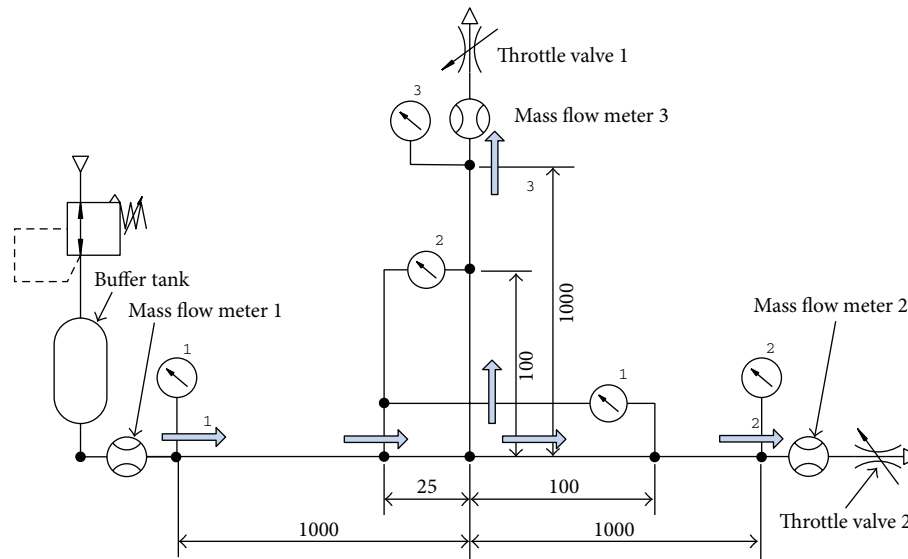 Throttle valve 1
3
Mass flow meter 3
3
2
Buffer tank
Mass flow meter 1
1000
Mass flow meter 2
1
100
1
2
1
2
25
100
Throttle valve 2
1000
1000